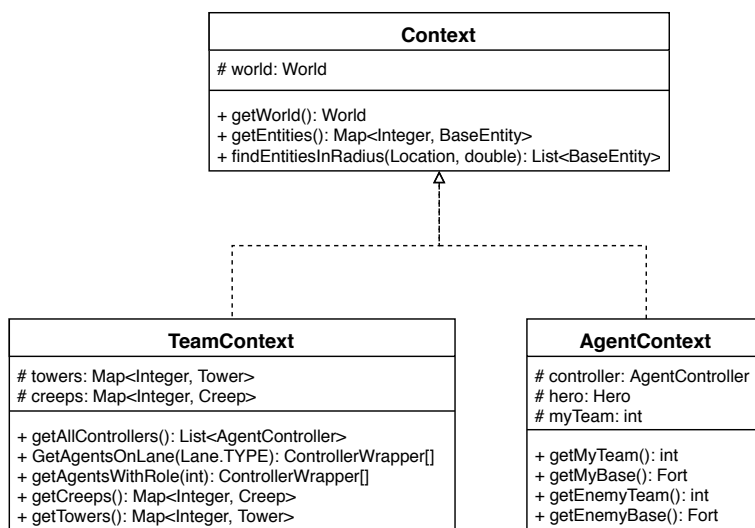 Context
# world: World
+ getWorld(): World
+ getEntities(): Map<Integer, BaseEntity>
+ findEntitiesInRadius(Location, double): List<BaseEntity>
TeamContext
# towers: Map<Integer, Tower>
# creeps: Map<Integer, Creep>
+ getAllControllers(): List<AgentController>
+ GetAgentsOnLane(Lane.TYPE): ControllerWrapper[]
+ getAgentsWithRole(int): ControllerWrapper[]
+ getCreeps(): Map<Integer, Creep>
+ getTowers(): Map<Integer, Tower>
AgentContext
# controller: AgentController
# hero: Hero
# myTeam: int
+ getMyTeam(): int
+ getMyBase(): Fort
+ getEnemyTeam(): int
+ getEnemyBase(): Fort